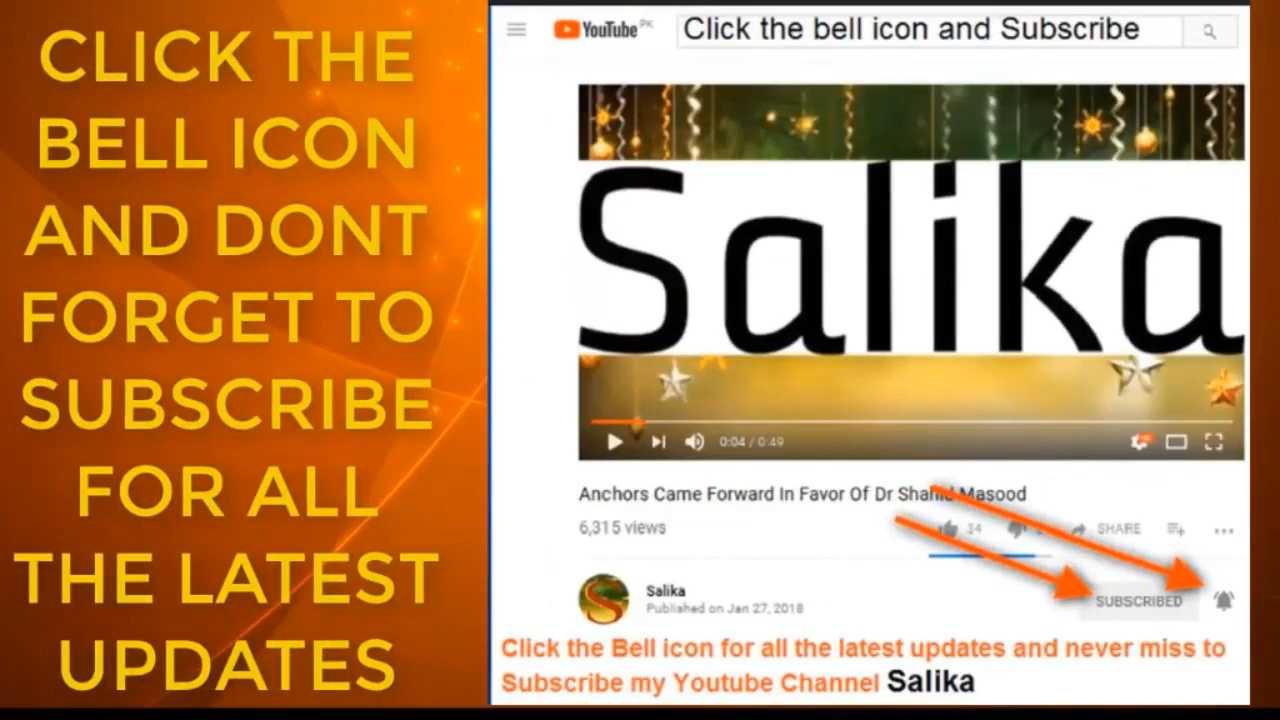 CLICK THE
BELL ICON
AND DONT
FORGET TO
SUBSCRIBE
FOR ALL
THE LATEST
UPDATES
YouTube PK
Click the bell icon and Subscribe
Salika
0:04 / 0:49
Anchors Came Forward In Favor Of Dr Shahid Masood
6,315 views
34
SHARE
Salika
Published on Jan 27, 2018
SUBSCRIBED
Click the Bell icon for all the latest updates and never miss to
Subscribe my Youtube Channel Salika